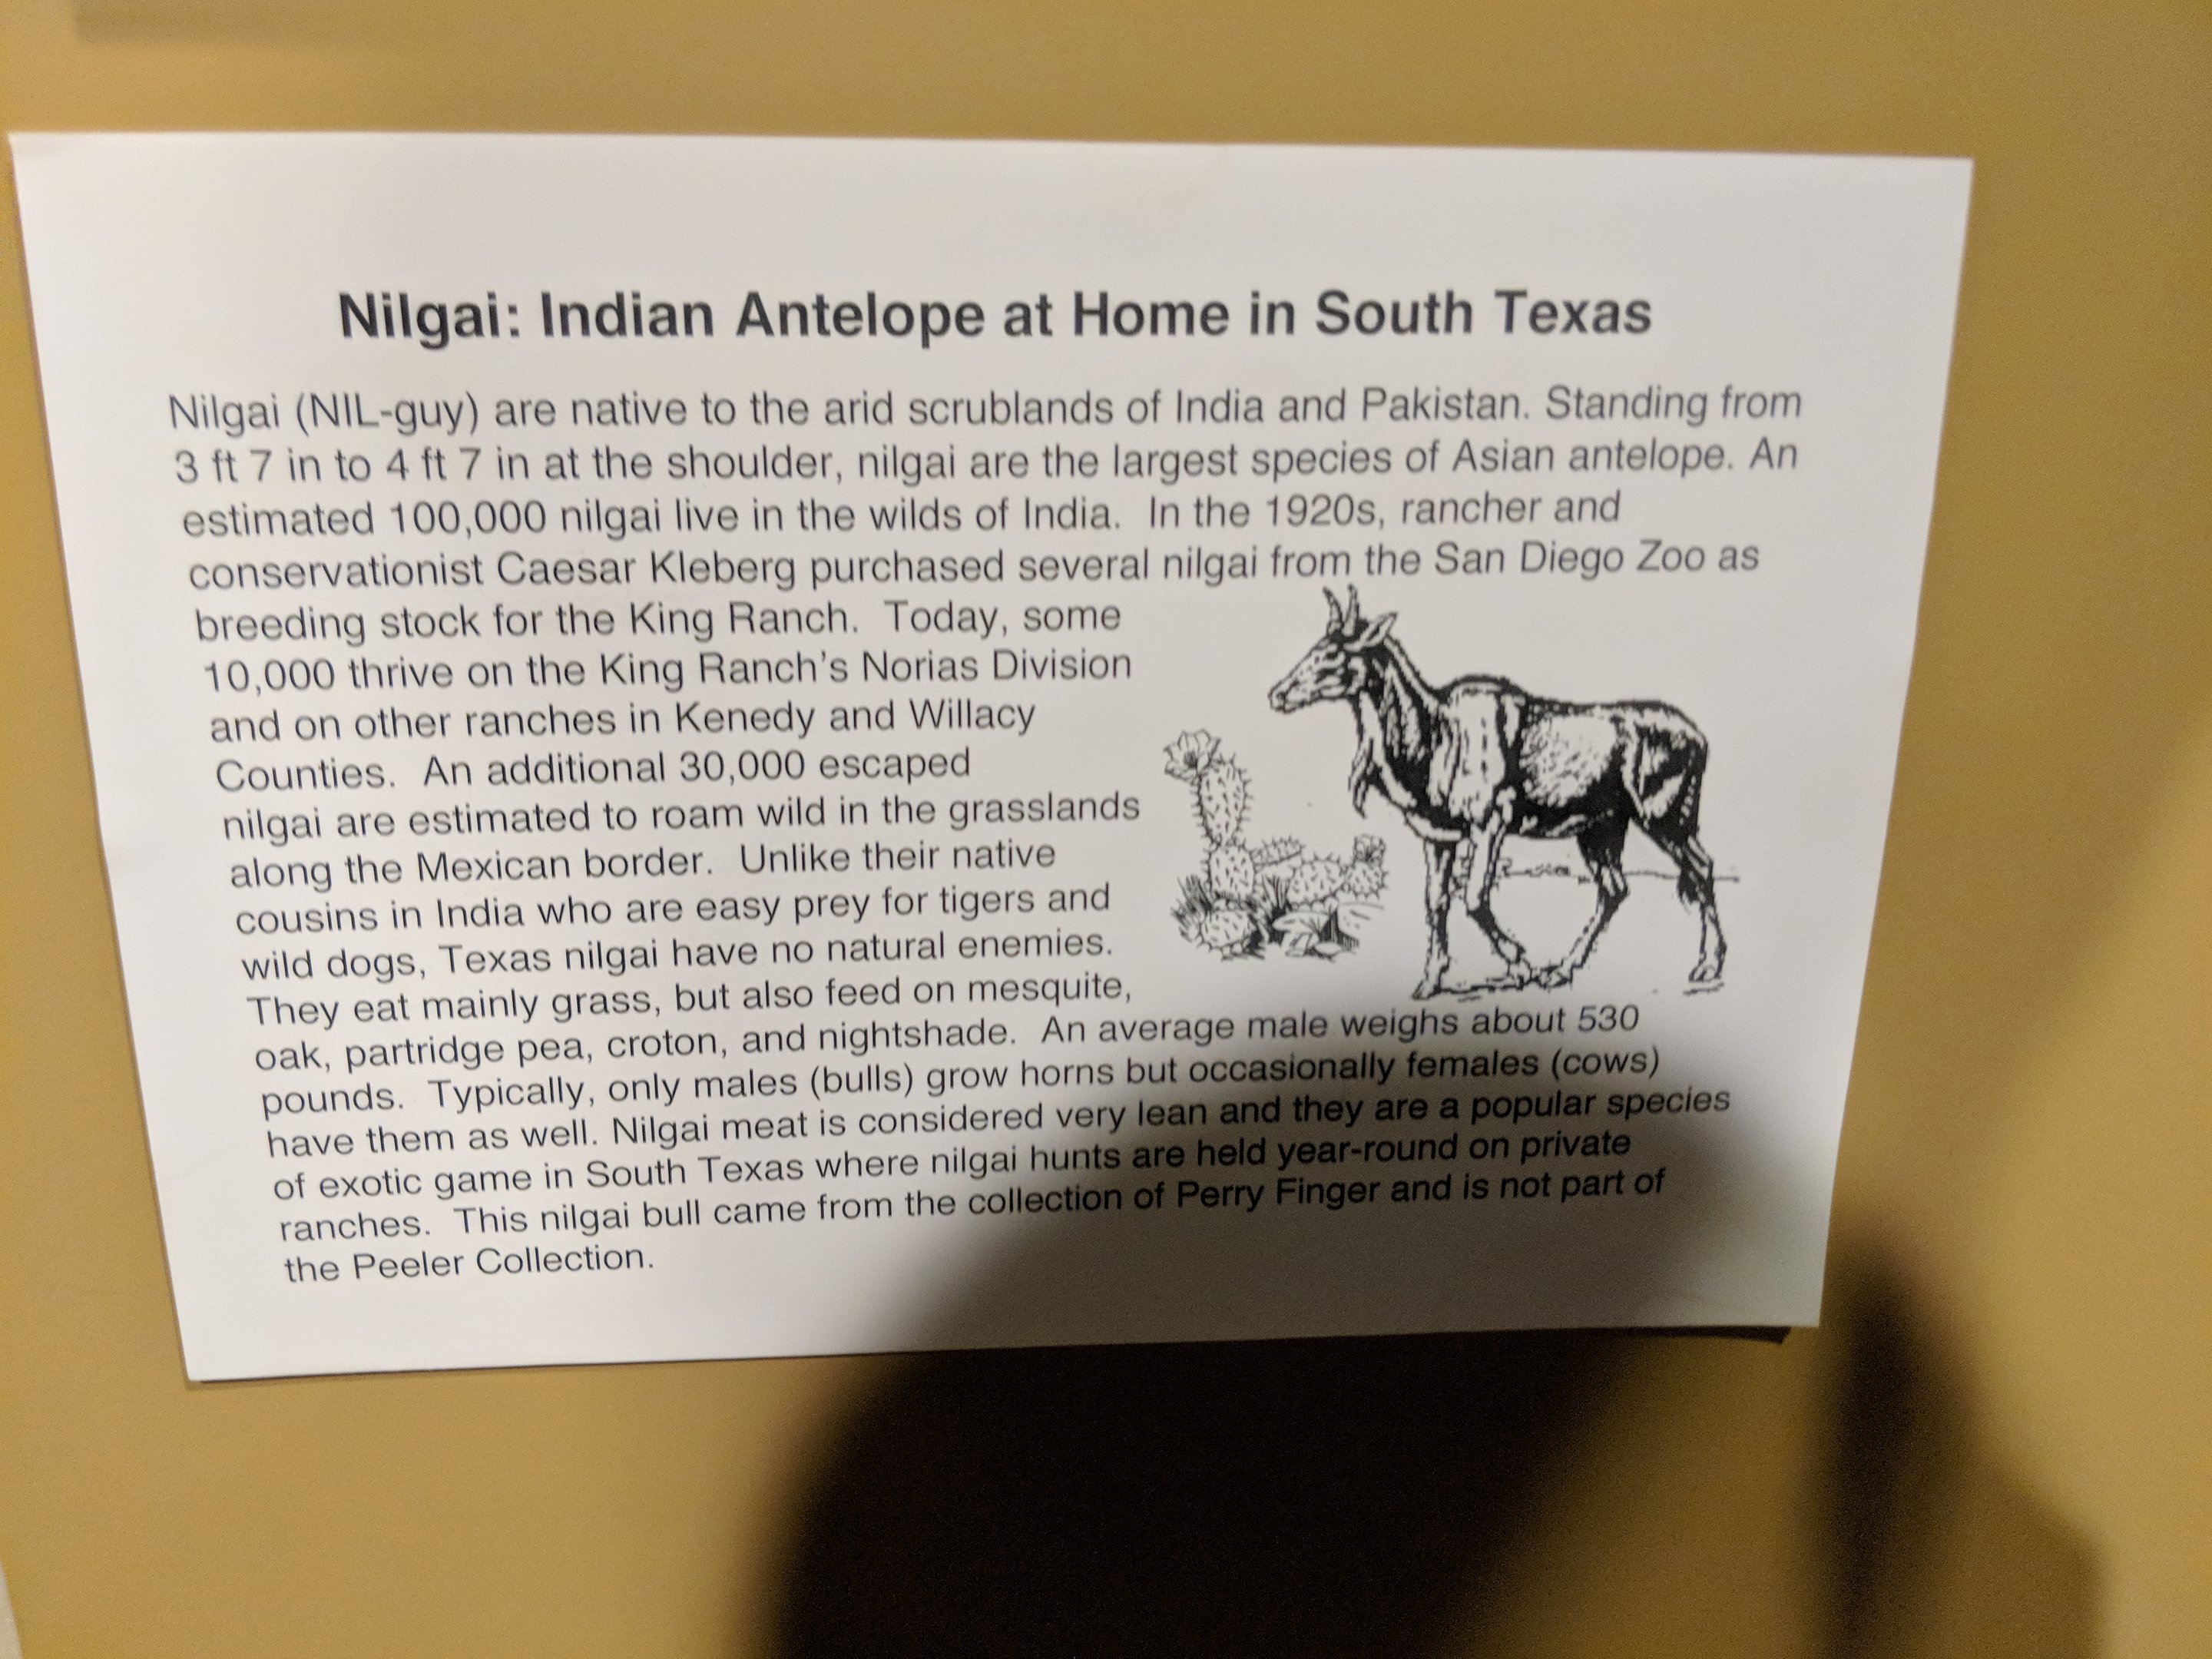 Nilgai: Indian Antelope at Home in South Texas
Nilgai (NIL-guy) are native to the arid scrublands of India and Pakistan. Standing from
3 ft 7 in to 4 ft 7 in at the shoulder, nilgai are the largest species of Asian antelope. An
estimated 100,000 nilgai live in the wilds of India. In the 1920s, rancher and
conservationist Caesar Kleberg purchased several nilgai from the San Diego Zoo as
breeding stock for the King Ranch. Today, some
10,000 thrive on the King Ranch's Norias Division
and on other ranches in Kenedy and Willacy
Counties. An additional 30,000 escaped
nilgai are estimated to roam wild in the grasslands
along the Mexican border. Unlike their native
cousins in India who are easy prey for tigers and
wild dogs, Texas nilgai have no natural enemies.
They eat mainly grass, but also feed on mesquite,
oak, partridge pea, croton, and nightshade. An average male weighs about 530
pounds. Typically, only males (bulls) grow horns but occasionally females (cows)
have them as well. Nilgai meat is considered very lean and they are a popular species
of exotic game in South Texas where nilgai hunts are held year-round on private
ranches. This nilgai bull came from the collection of Perry Finger and is not part of
the Peeler Collection.